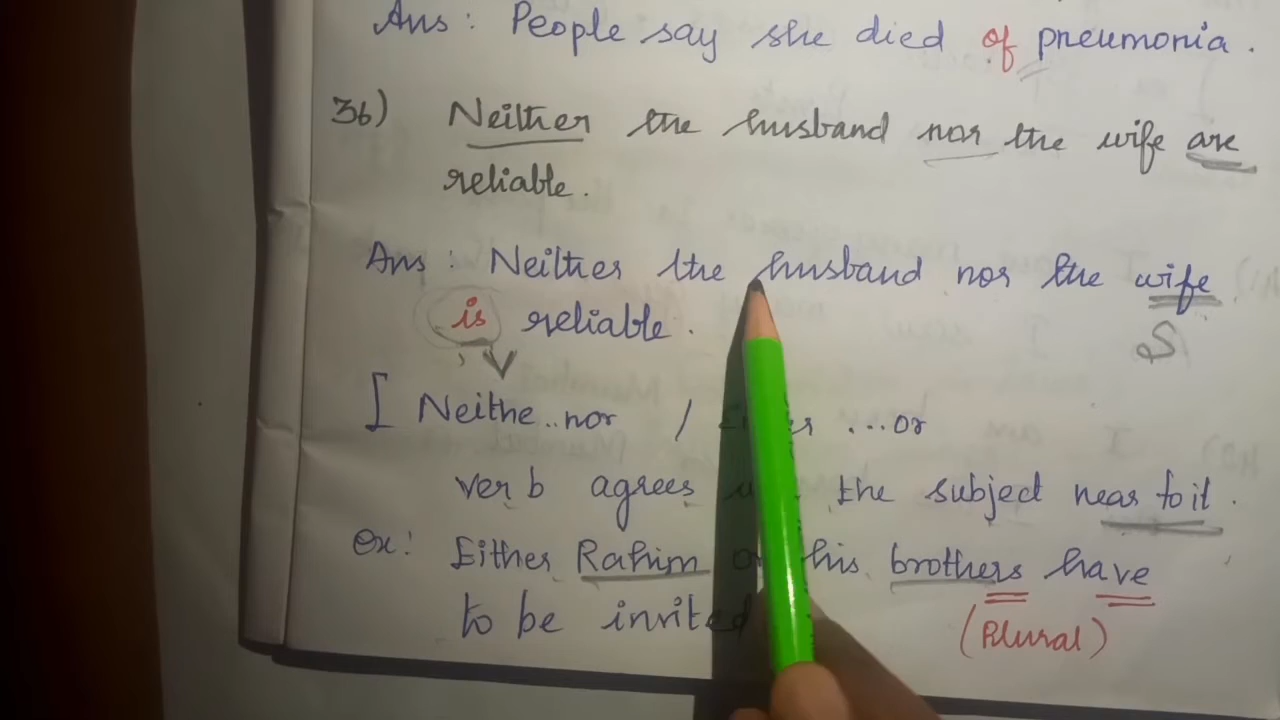 Ans : People say she died of pneumonia .
36) Neither the husband nor the wife are
reliable .
Ans : Neither the husband nor the wife
is reliable .
S
[ Neithe .. nor / ... or
verb agrees the subject near to it .
ex : Either Rahim his brothers have
to be invited
(Plural)